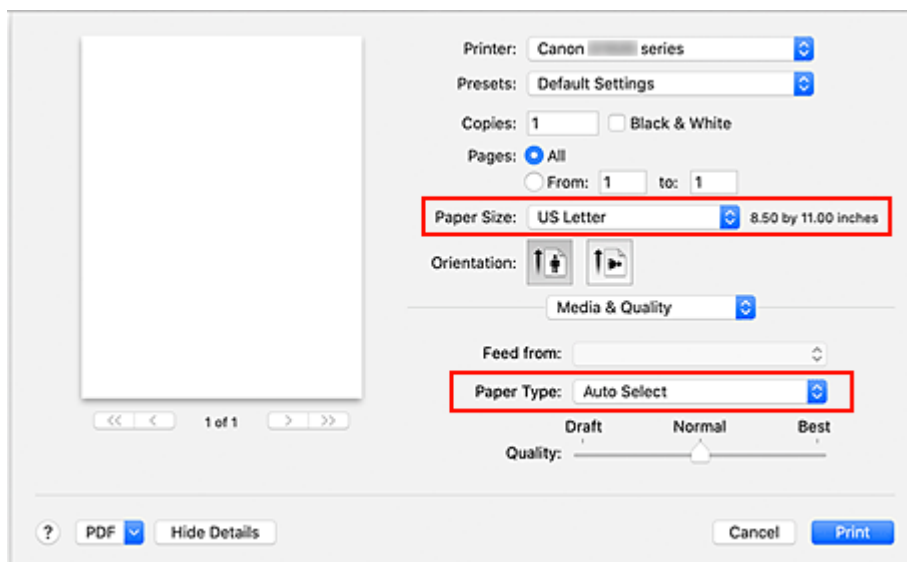 Printer: Canon series
Presets: Default Settings
Copies: 1 Black & White
Pages: All
From: 1 to: 1
Paper Size: US Letter 8.50 by 11.00 inches
Orientation:
Media & Quality
Feed from:
Paper Type: Auto Select
<< < 1 of 1 > >>
Draft Normal Best
Quality:
? PDF Hide Details Cancel Print